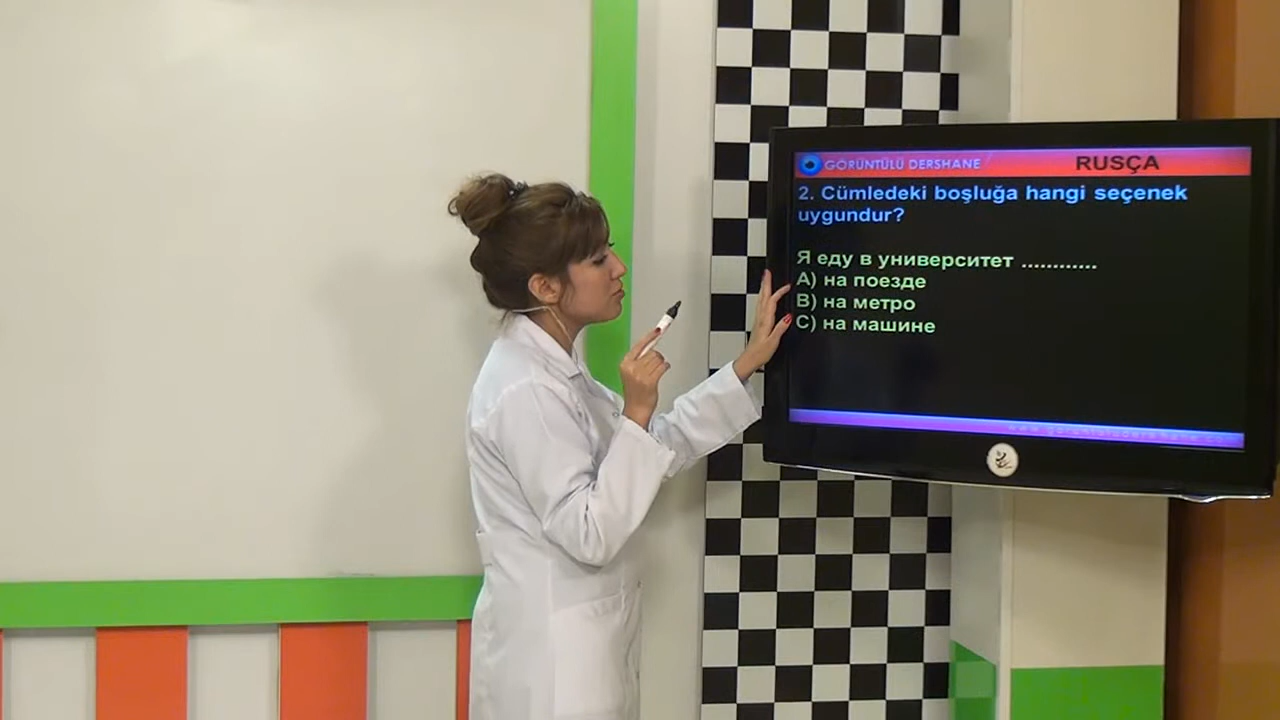 GÖRÜNTÜLÜ DERSHANE
RUSÇA
2. Cümledeki boşluğa hangi seçenek
uygundur?
Я еду в университет ............
A) на поезде
B) на метро
C) на машине